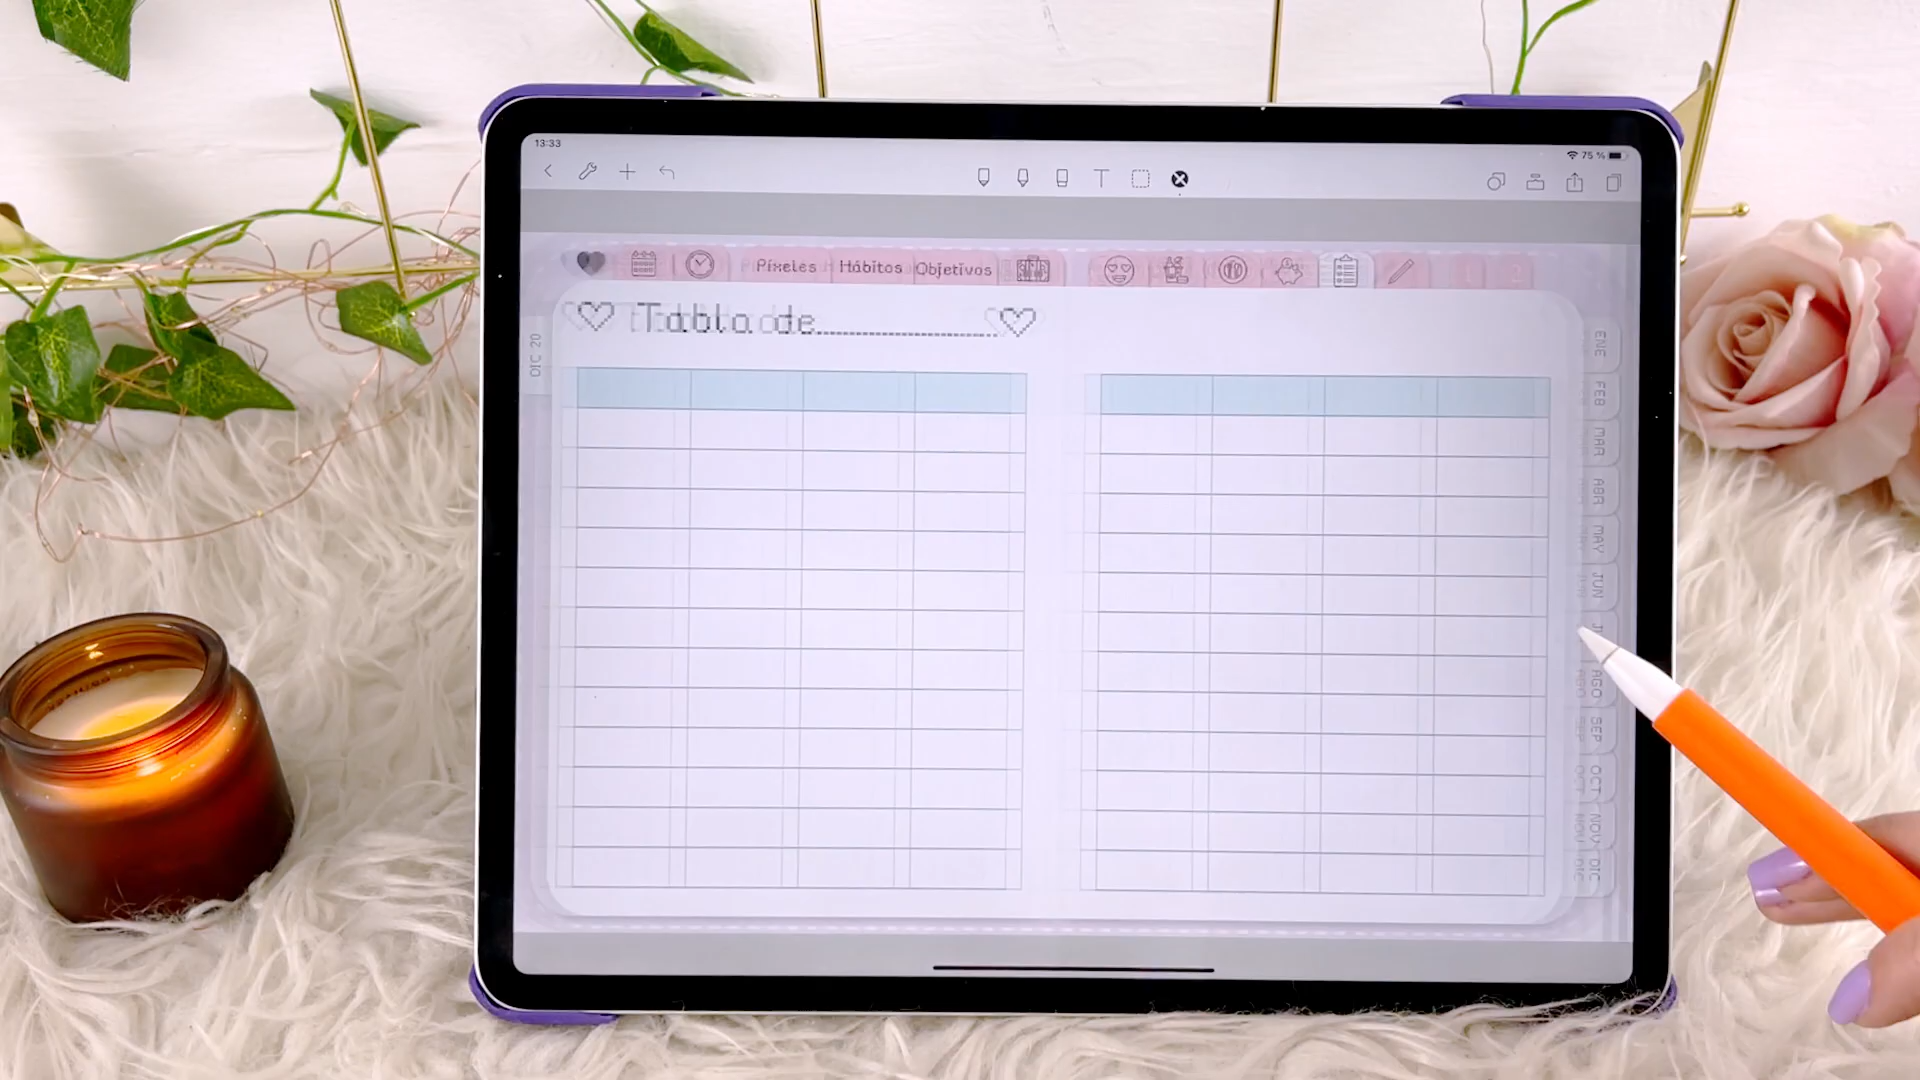 13:33
75 %
Píxeles Hábitos Objetivos
Tabla de
DIC 20
ENE
FEB
MAR
ABR
MAY
JUN
AGO
SEP
OCT
NOV
DIC